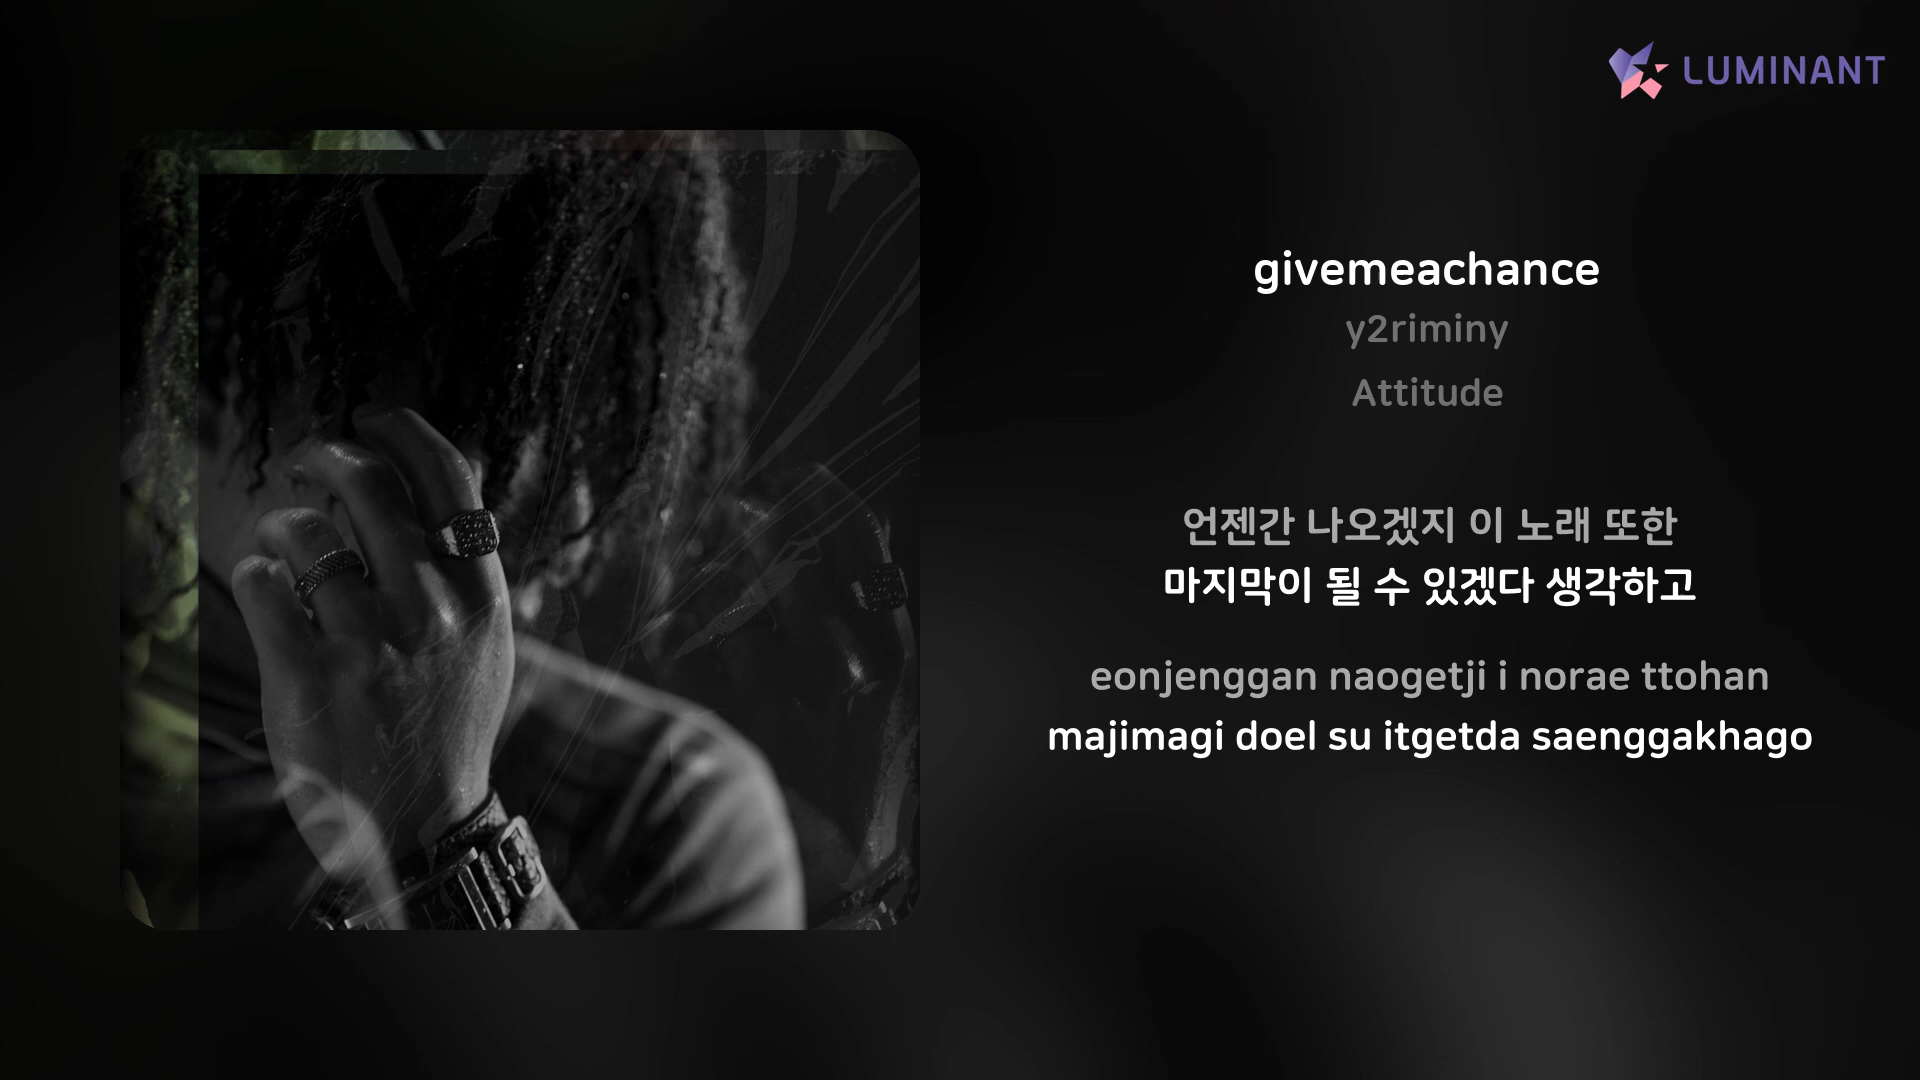 LUMINANT
givemeachance
y2riminy
Attitude
언젠간 나오겠지 이 노래 또한
마지막이 될 수 있겠다 생각하고
eonjenggan naogetji i norae ttohan
majimagi doel su itgetda saenggakhago